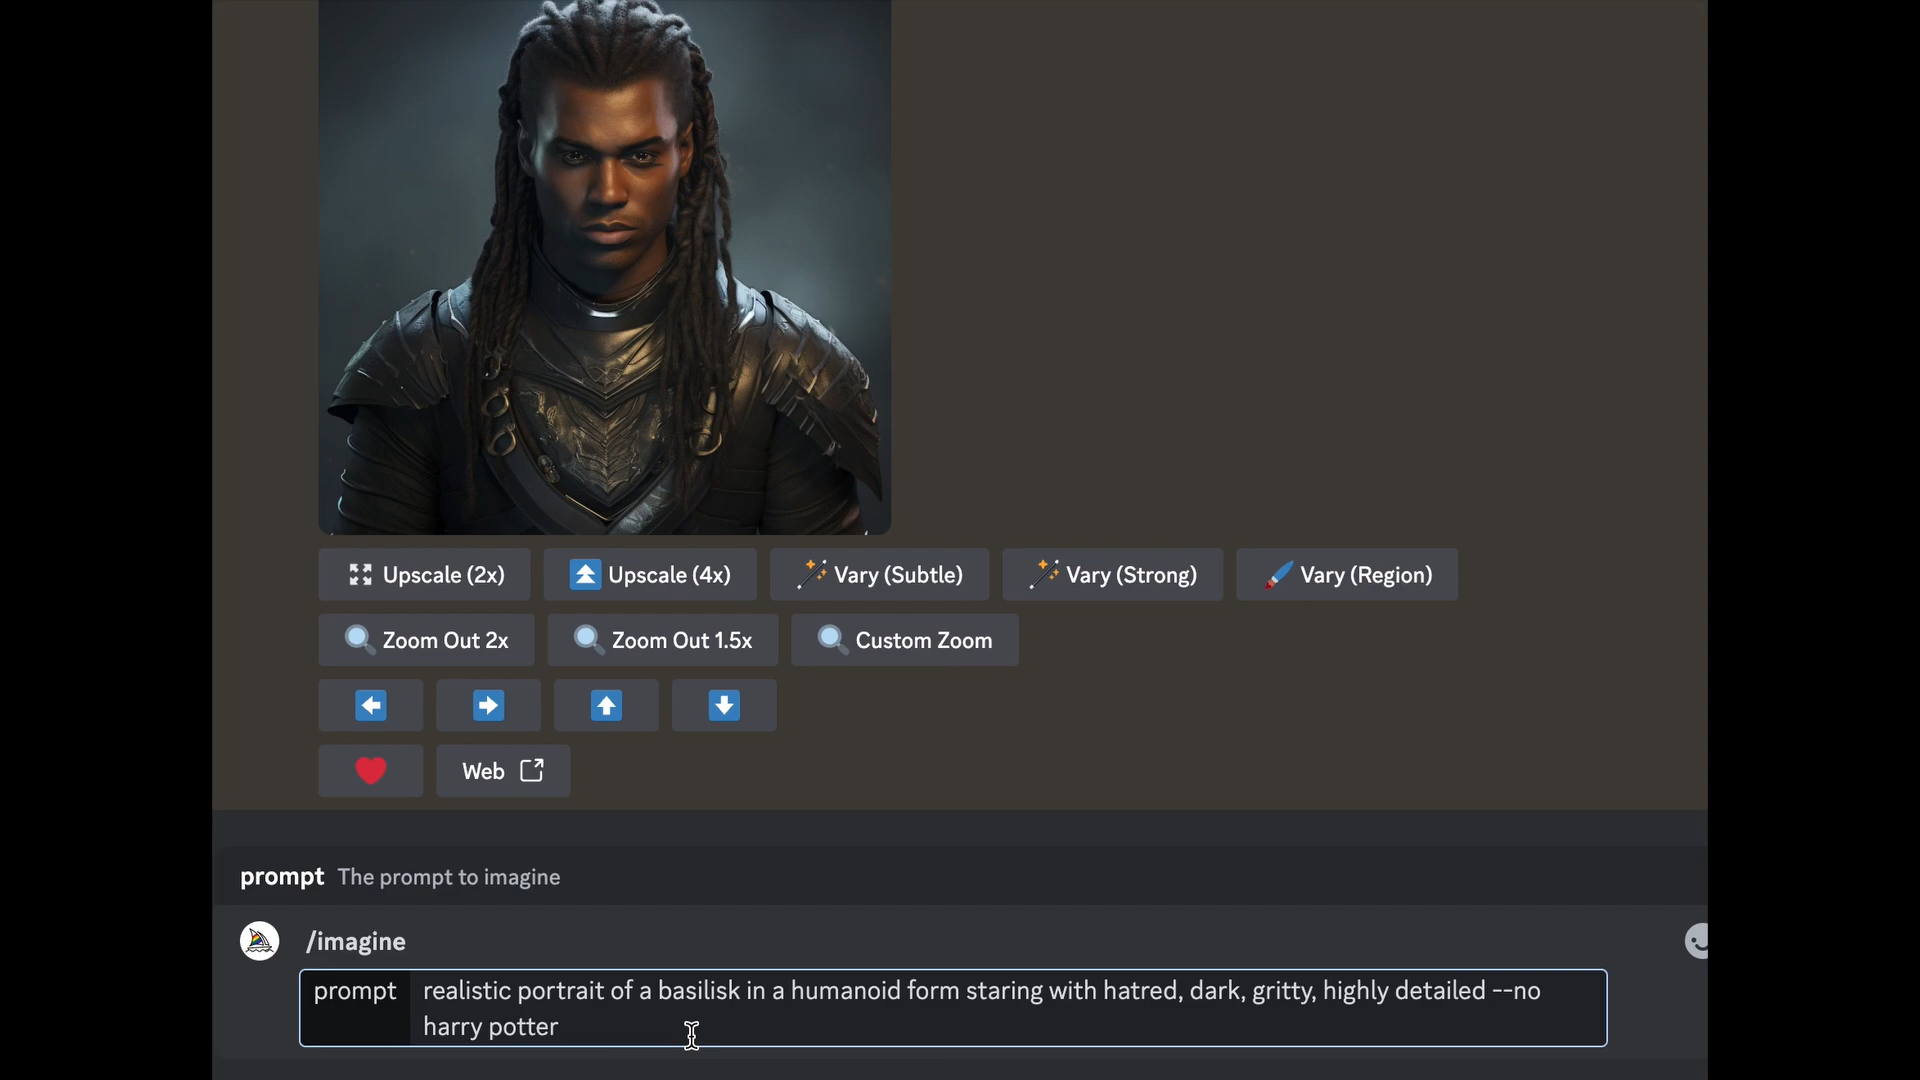 Upscale (2x) Upscale (4x) Vary (Subtle) Vary (Strong) Vary (Region)
Zoom Out 2x Zoom Out 1.5x Custom Zoom
Web
prompt The prompt to imagine
/imagine
prompt realistic portrait of a basilisk in a humanoid form staring with hatred, dark, gritty, highly detailed --no
harry potter